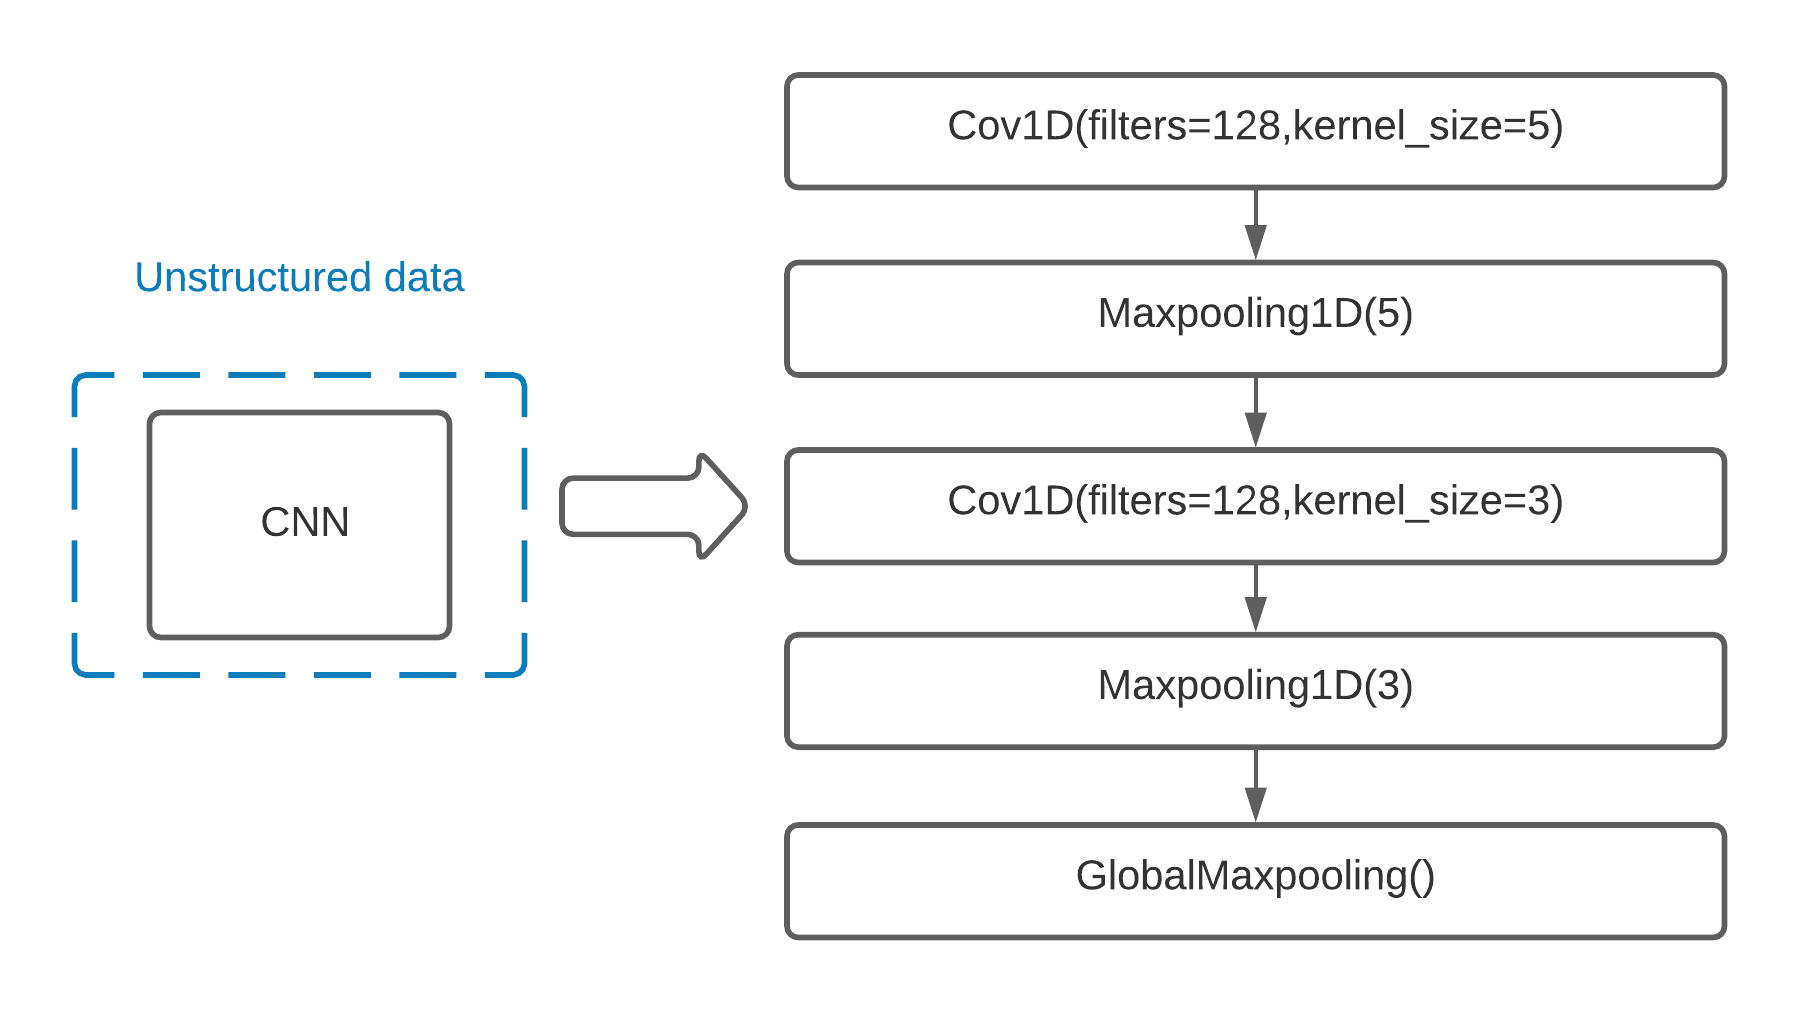 Unstructured data
CNN
Cov1D(filters=128,kernel_size=5)
Maxpooling1D(5)
Cov1D(filters=128,kernel_size=3)
Maxpooling1D(3)
GlobalMaxpooling()